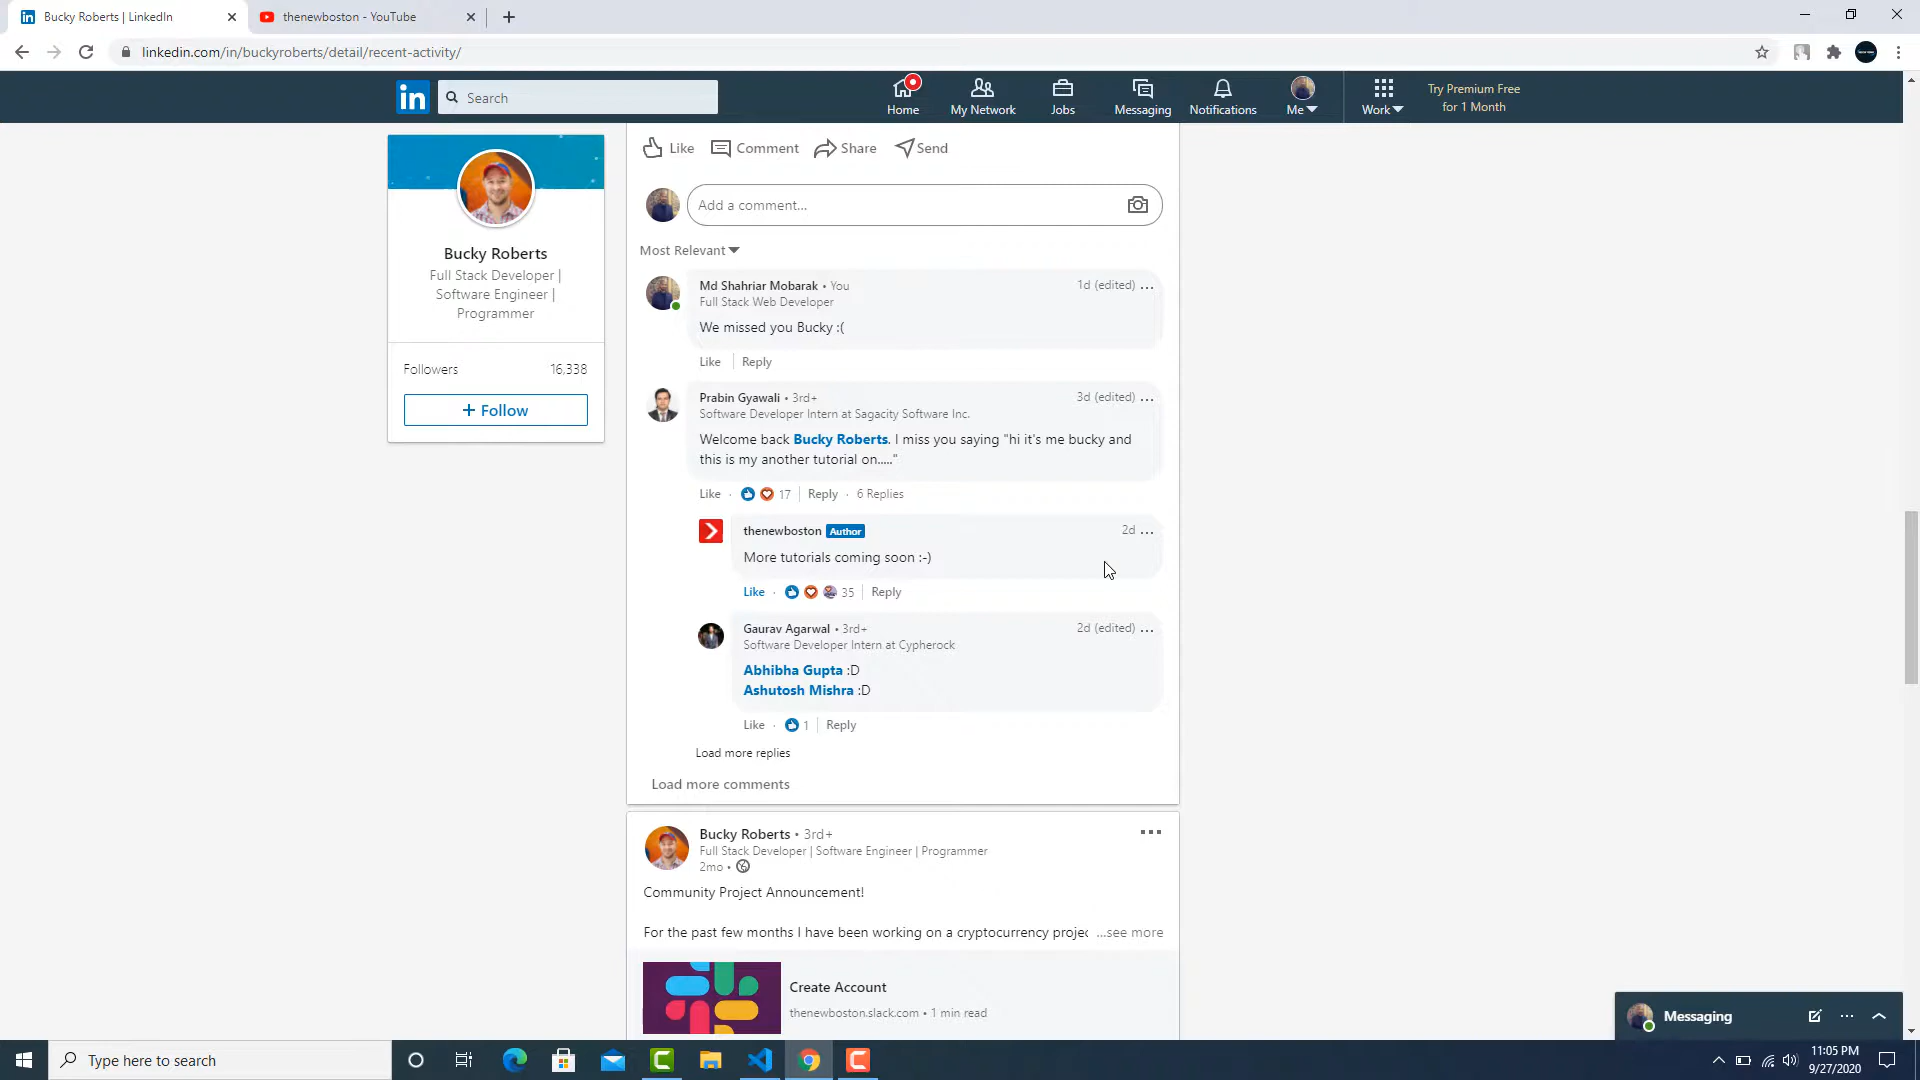 Bucky Roberts | LinkedIn
thenewboston - YouTube
linkedin.com/in/buckyroberts/detail/recent-activity/
in
Search
Home
My Network
Jobs
Messaging
Notifications
Me
Work
Try Premium Free
for 1 Month
Bucky Roberts
Full Stack Developer |
Software Engineer |
Programmer
Followers 16,338
+ Follow
Like Comment Share Send
Add a comment...
Most Relevant
Md Shahriar Mobarak • You 1d (edited) ...
Full Stack Web Developer
We missed you Bucky :(
Like Reply
Prabin Gyawali • 3rd+ 3d (edited) ...
Software Developer Intern at Sagacity Software Inc.
Welcome back Bucky Roberts. I miss you saying "hi it's me bucky and
this is my another tutorial on....."
Like · 17 Reply · 6 Replies
thenewboston Author 2d ...
More tutorials coming soon :-)
Like · 35 Reply
Gaurav Agarwal • 3rd+ 2d (edited) ...
Software Developer Intern at Cypherock
Abhibha Gupta :D
Ashutosh Mishra :D
Like · 1 Reply
Load more replies
Load more comments
Bucky Roberts • 3rd+
Full Stack Developer | Software Engineer | Programmer
2mo •
Community Project Announcement!
For the past few months I have been working on a cryptocurrency projec ...see more
Create Account
thenewboston.slack.com • 1 min read
Messaging
Type here to search
11:05 PM
9/27/2020